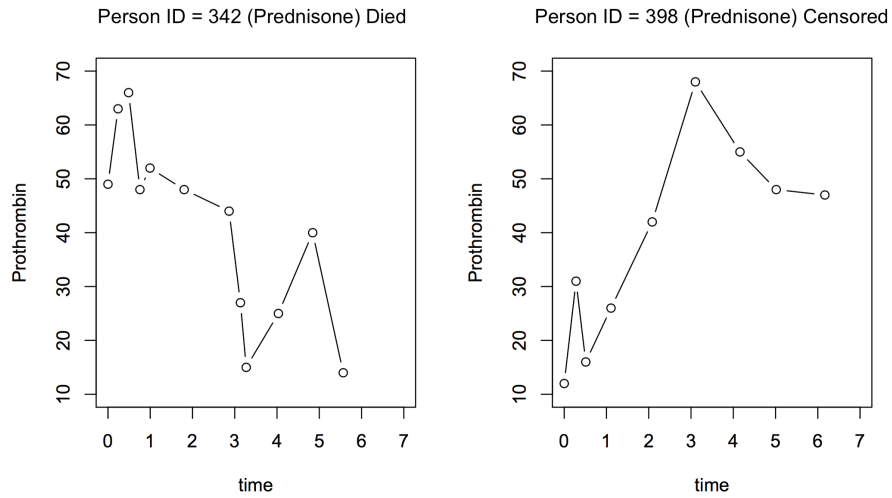 Person ID = 342 (Prednisone) Died
Prothrombin
70
60
50
40
30
20
10
0 1 2 3 4 5 6 7
time
Person ID = 398 (Prednisone) Censored
Prothrombin
70
60
50
40
30
20
10
0 1 2 3 4 5 6 7
time